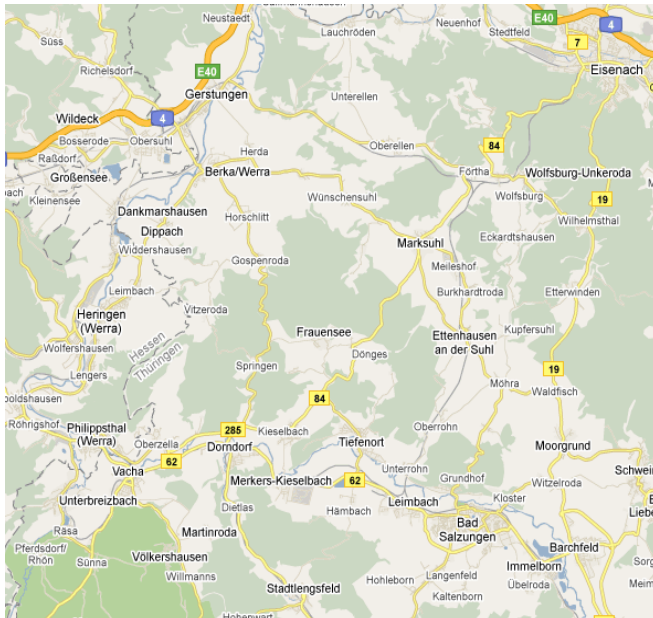 Neustaedt
Lauchröden
Neuenhof
E40
4
Stedtfeld
7
Süss
Richelsdorf
E40
Eisenach
Gerstungen
Unterellen
Wildeck
4
Bosserode
Obersuhl
Oberellen
84
Raßdorf
Herda
Großensee
Berka/Werra
Förtha
Wolfsburg-Unkeroda
Kleinensee
Wünschensuhl
Wolfsburg
19
Dankmarshausen
Horschlitt
Wilhelmsthal
Dippach
Marksuhl
Eckardtshausen
Widdershausen
Gospenroda
Meileshof
Leimbach
Burkhardtroda
Etterwinden
Vitzeroda
Heringen
(Werra)
Frauensee
Ettenhausen
an der Suhl
Kupfersuhl
Wolfershausen
Hessen
Thüringen
Dönges
Lengers
Springen
19
Möhra
Waldfisch
84
Röhrigshof
Philippsthal
(Werra)
285
Kieselbach
Oberrohn
Oberzella
Dorndorf
Tiefenort
Moorgrund
62
Vacha
Merkers-Kieselbach
62
Unterrohn
Grundhof
Witzelroda
Schwein
Unterbreizbach
Dietlas
Hämbach
Leimbach
Kloster
Räsa
Martinroda
Bad
Salzungen
Liebe
Pferdsdorf/
Rhön
Völkershausen
Barchfeld
Sünna
Willmanns
Immelborn
Hohleborn
Langenfeld
Übelroda
Stadtlengsfeld
Kaltenborn